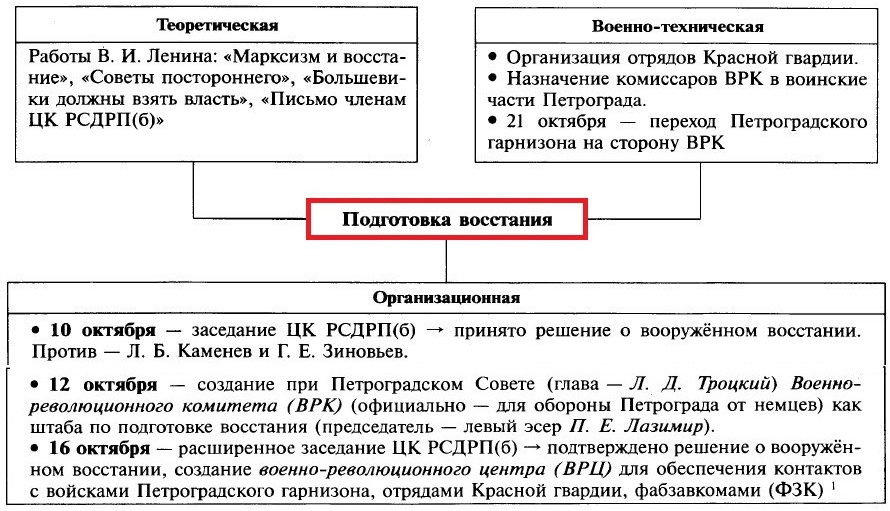 Теоретическая
Работы В. И. Ленина: «Марксизм и восста-
ние», «Советы постороннего», «Большеви-
ки должны взять власть», «Письмо членам
ЦК РСДРП(б)»
Военно-техническая
• Организация отрядов Красной гвардии.
• Назначение комиссаров ВРК в воинские
части Петрограда.
• 21 октября — переход Петроградского
гарнизона на сторону ВРК
Подготовка восстания
Организационная
• 10 октября — заседание ЦК РСДРП(б) → принято решение о вооружённом восстании.
Против — Л. Б. Каменев и Г. Е. Зиновьев.
• 12 октября — создание при Петроградском Совете (глава — Л. Д. Троцкий) Военно-
революционного комитета (ВРК) (официально — для обороны Петрограда от немцев) как
штаба по подготовке восстания (председатель — левый эсер П. Е. Лазимир).
• 16 октября — расширенное заседание ЦК РСДРП(б) → подтверждено решение о вооружён-
ном восстании, создание военно-революционного центра (ВРЦ) для обеспечения контактов
с войсками Петроградского гарнизона, отрядами Красной гвардии, фабзавкомами (ФЗК) ¹